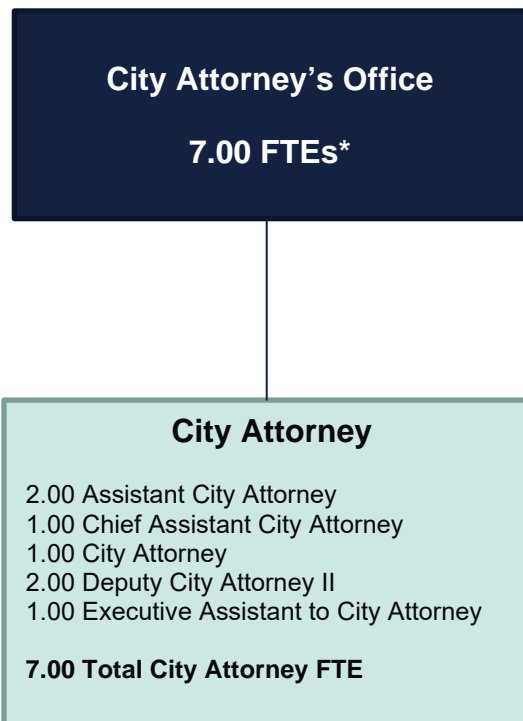 City Attorney’s Office
7.00 FTEs*
City Attorney
2.00 Assistant City Attorney
1.00 Chief Assistant City Attorney
1.00 City Attorney
2.00 Deputy City Attorney II
1.00 Executive Assistant to City Attorney
7.00 Total City Attorney FTE